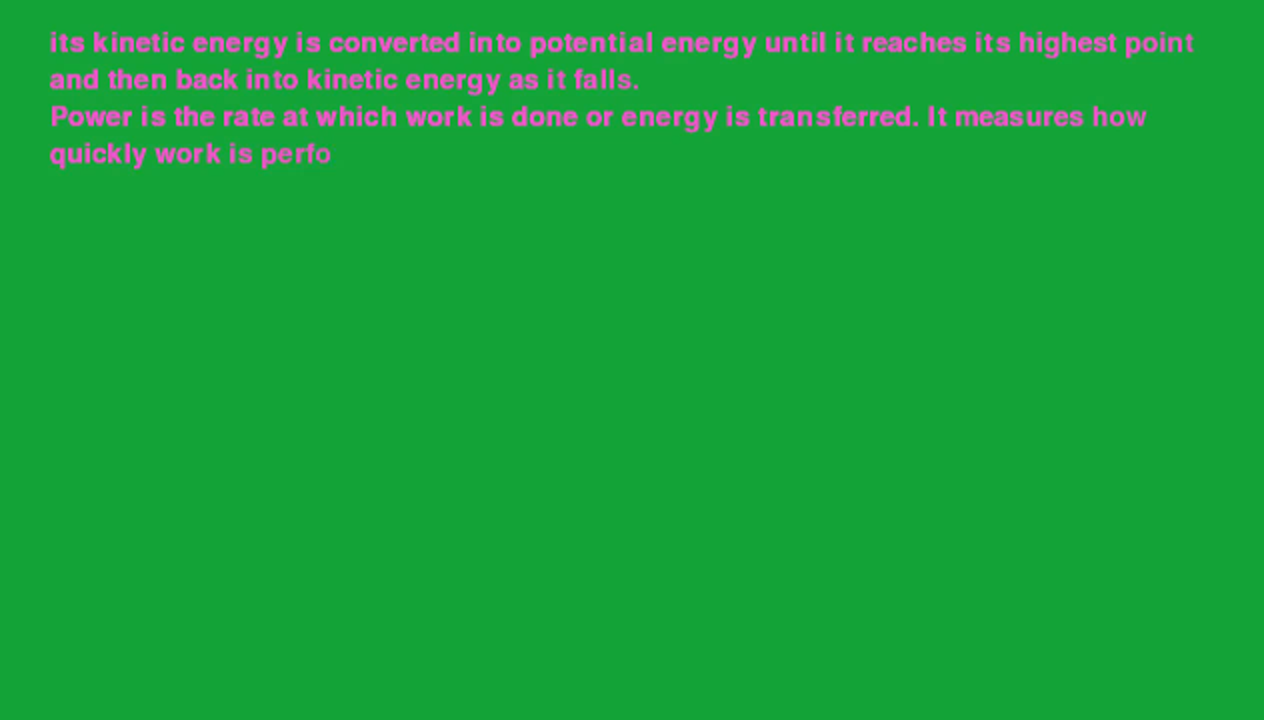 its kinetic energy is converted into potential energy until it reaches its highest point
and then back into kinetic energy as it falls.
Power is the rate at which work is done or energy is transferred. It measures how
quickly work is perfo